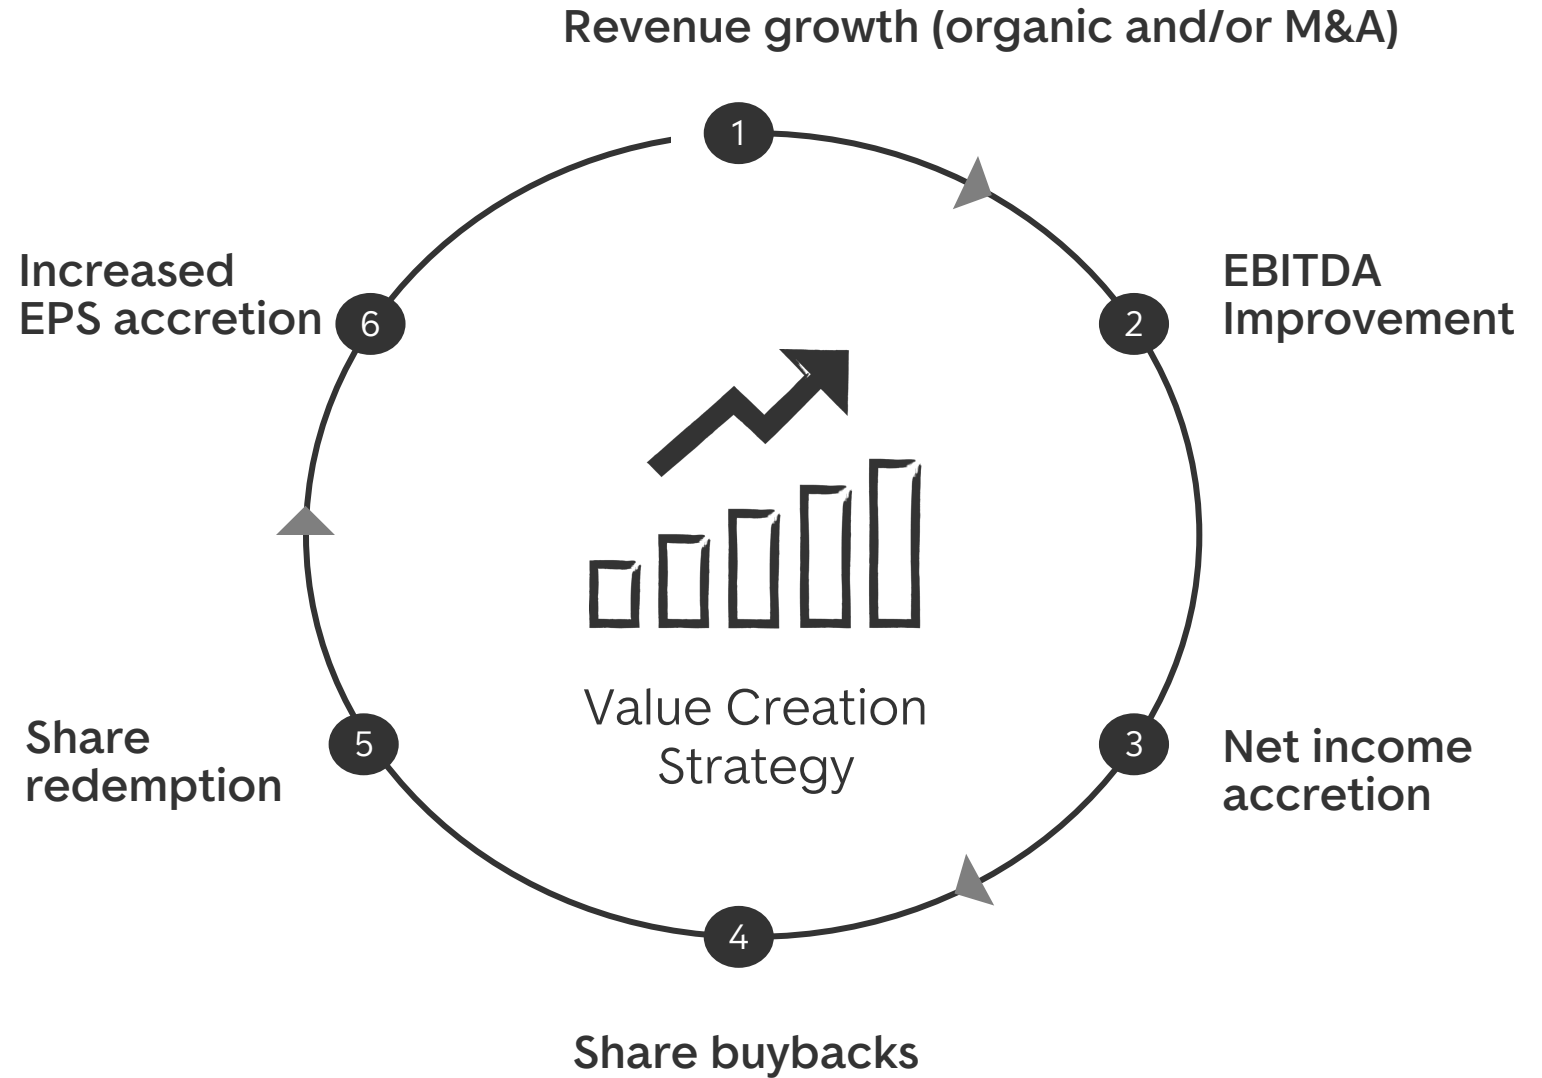 Revenue growth (organic and/or M&A)
1
2
EBITDA
Improvement
3
Net income
accretion
4
Share buybacks
5
Share
redemption
6
Increased
EPS accretion
Value Creation
Strategy